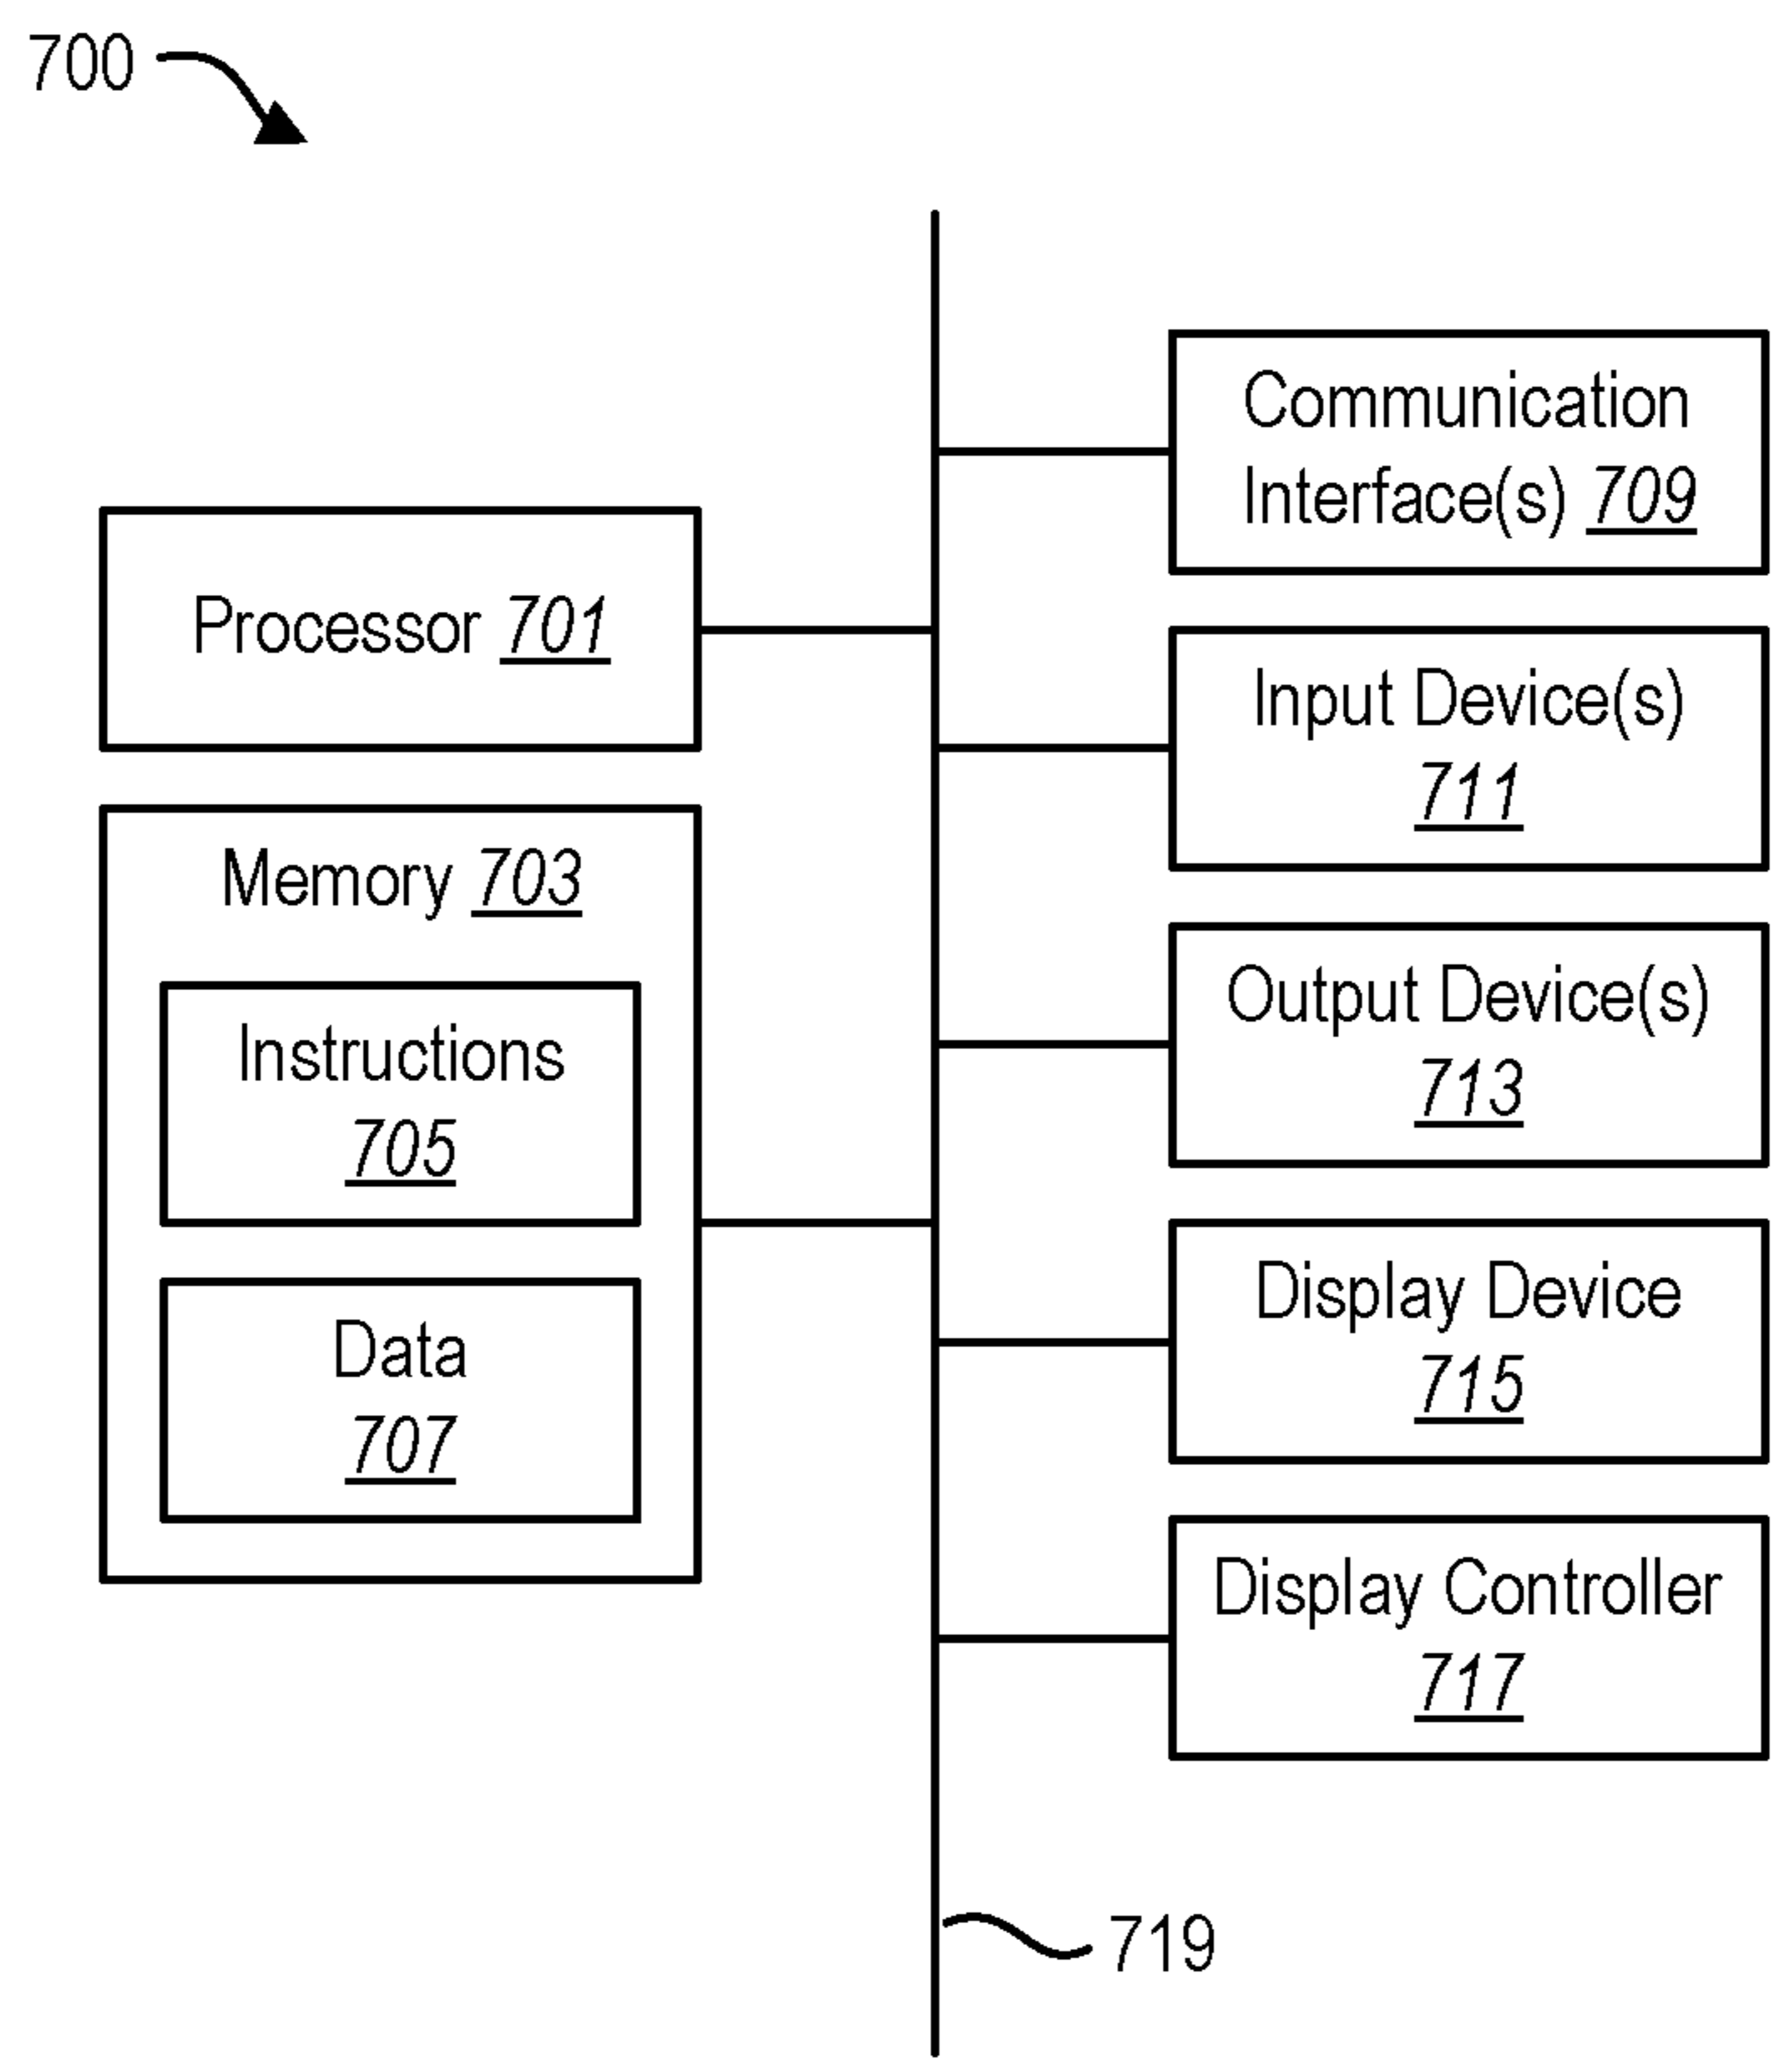 700
Processor 701
Memory 703
Instructions
705
Data
707
Communication
Interface(s) 709
Input Device(s)
711
Output Device(s)
713
Display Device
715
Display Controller
717
719